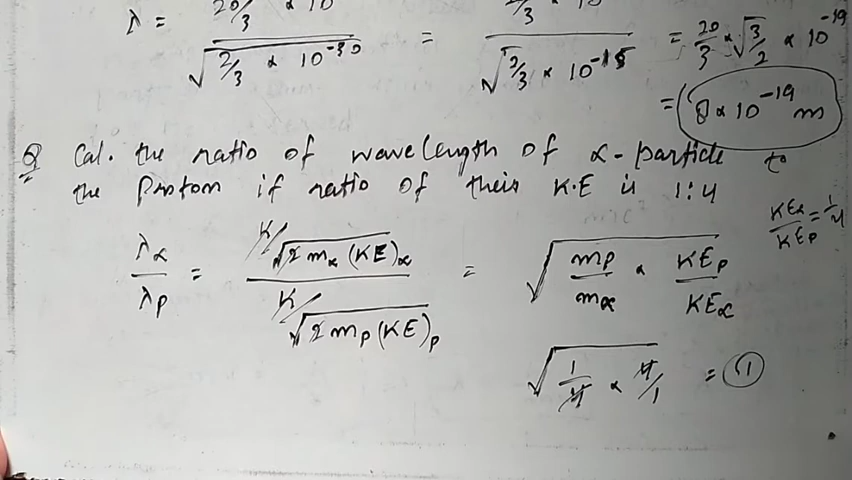 λ = 20/3 × 10 / √(2/3 × 10^-30) = 2/3 × 10 / √(2/3 × 10^-15) = 20/3 × √3/2 × 10^-19
= 8 × 10^-19 m
Q Cal. the ratio of wavelength of α-particle to
the proton if ratio of their K.E is 1:4
KEα/KEp = 1/4
λα/λp = h/√(2mα(KE)α) / h/√(2mp(KE)p) = √(mp/mα × KEp/KEα)
√(1/4 × 4/1) = 1